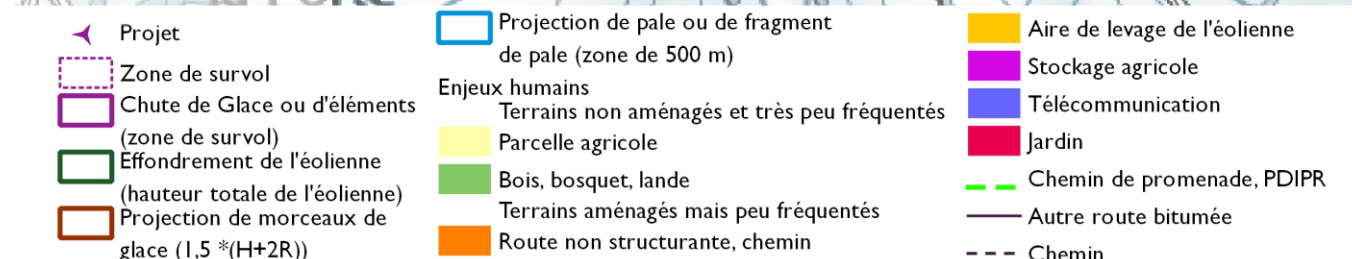 Projet
Zone de survol
Chute de Glace ou d'éléments
(zone de survol)
Effondrement de l'éolienne
(hauteur totale de l'éolienne)
Projection de morceaux de
glace (1,5 *(H+2R))
Projection de pale ou de fragment
de pale (zone de 500 m)
Enjeux humains
Terrains non aménagés et très peu fréquentés
Parcelle agricole
Bois, bosquet, lande
Terrains aménagés mais peu fréquentés
Route non structurante, chemin
Aire de levage de l'éolienne
Stockage agricole
Télécommunication
Jardin
Chemin de promenade, PDIPR
Autre route bitumée
Chemin